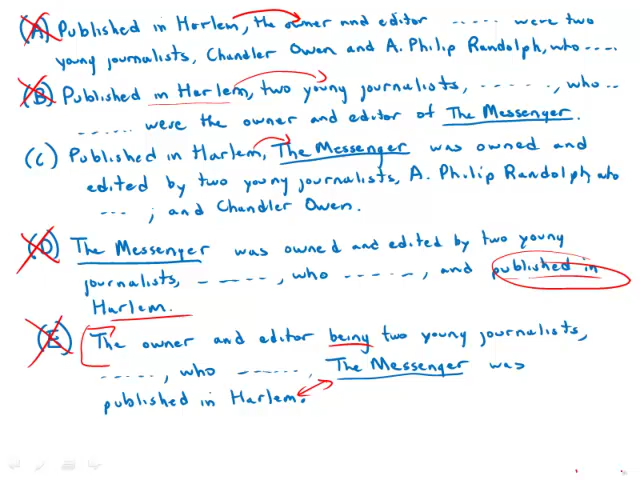 (A) Published in Harlem, the owner and editor ----- were two
young journalists, Chandler Owen and A. Philip Randolph, who ----
(B) Published in Harlem, two young journalists, -----, who --
----- were the owner and editor of The Messenger.
(C) Published in Harlem, The Messenger was owned and
edited by two young journalists, A. Philip Randolph, who
---; and Chandler Owen.
(D) The Messenger was owned and edited by two young
journalists, -----, who -----, and published in
Harlem.
(E) The owner and editor being two young journalists,
-----, who -----, The Messenger was
published in Harlem.